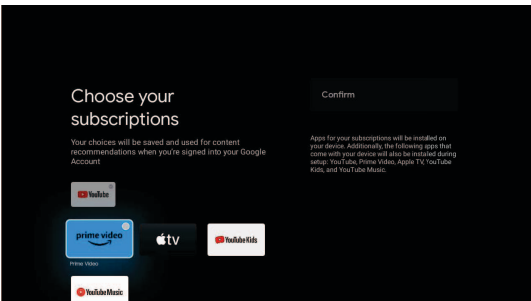 Choose your
subscriptions
Your choices will be saved and used for content
recommendations when you're signed into your Google
Account
YouTube
prime video
tv
YouTube Kids
Prime Video
YouTube Music
Confirm
Apps for your subscriptions will be installed on
your device. Additionally, the following apps that
come with your device will also be installed during
setup: YouTube, Prime Video, Apple TV, YouTube
Kids, and YouTube Music.